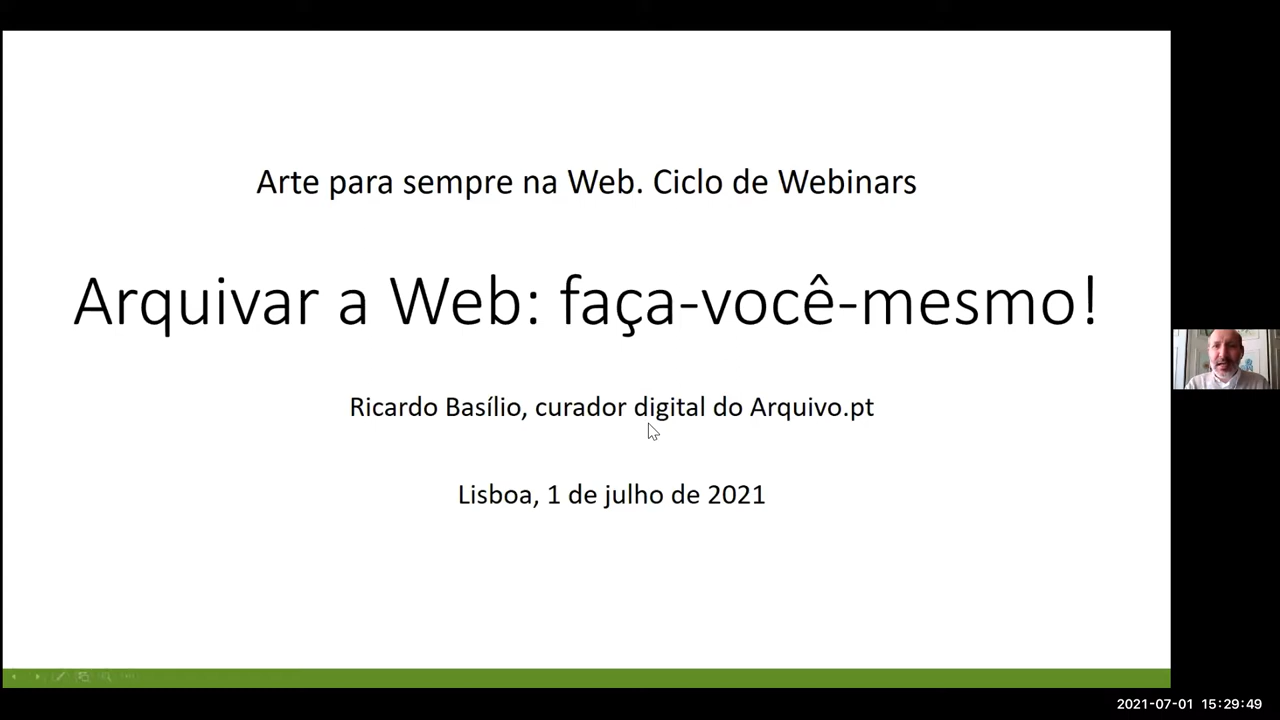 Arte para sempre na Web. Ciclo de Webinars
Arquivar a Web: faça-você-mesmo!
Ricardo Basílio, curador digital do Arquivo.pt
Lisboa, 1 de julho de 2021
2021-07-01 15:29:49